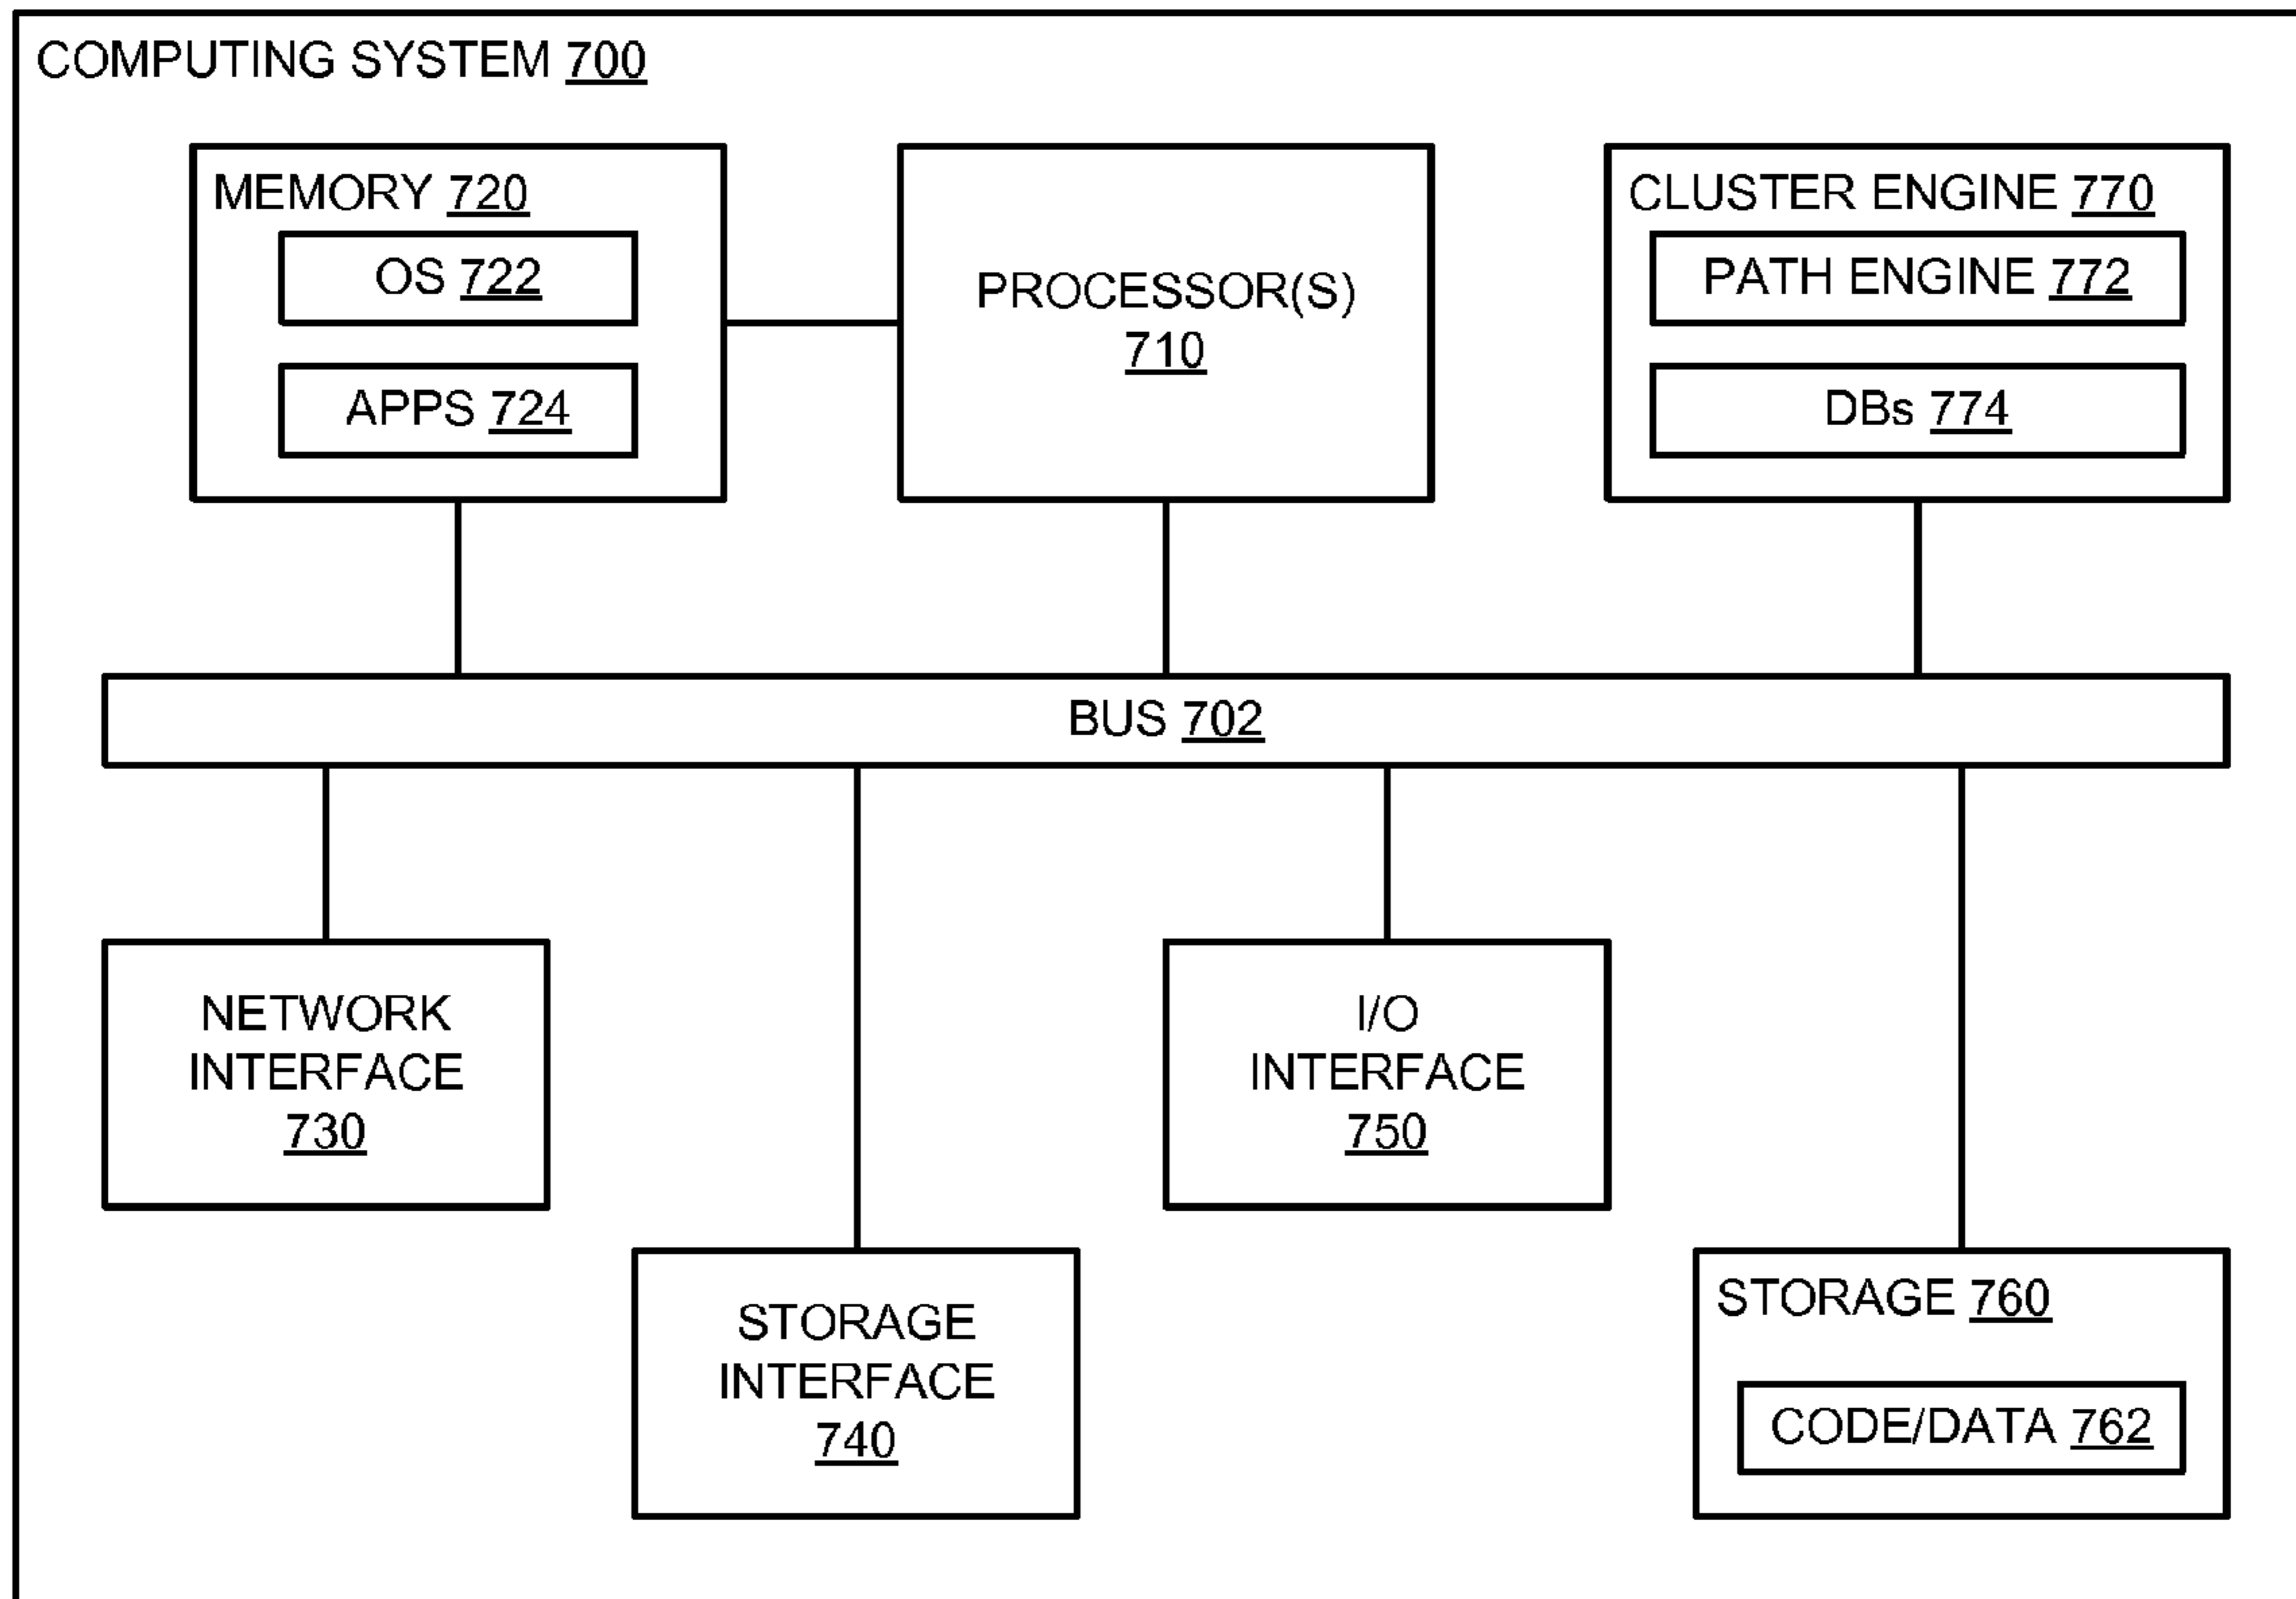 COMPUTING SYSTEM 700
MEMORY 720
OS 722
APPS 724
PROCESSOR(S)
710
CLUSTER ENGINE 770
PATH ENGINE 772
DBs 774
BUS 702
NETWORK
INTERFACE
730
STORAGE
INTERFACE
740
I/O
INTERFACE
750
STORAGE 760
CODE/DATA 762